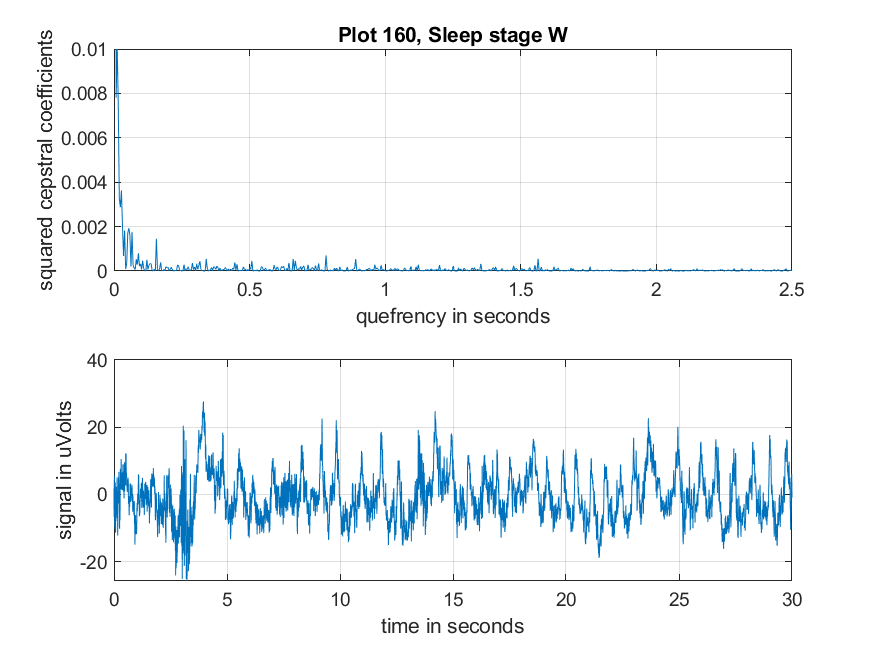 Plot 160, Sleep stage W
squared cepstral coefficients
0.01
0.008
0.006
0.004
0.002
0
0 0.5 1 1.5 2 2.5
quefrency in seconds
signal in uVolts
40
20
0
-20
0 5 10 15 20 25 30
time in seconds